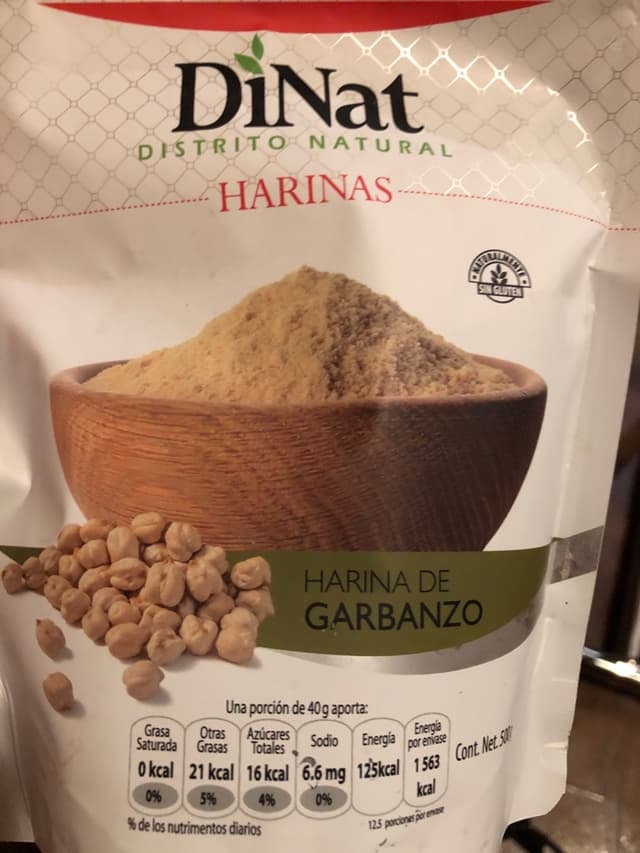 DiNat
DISTRITO NATURAL
HARINAS
NATURALMENTE
SIN GLUTEN
HARINA DE
GARBANZO
Una porción de 40 g aporta:
Grasa Saturada
0 kcal
0%
Otras Grasas
21 kcal
5%
Azúcares Totales
16 kcal
4%
Sodio
6.6 mg
0%
Energía
125kcal
Energía por envase
1 563 kcal
Cont. Net. 500
% de los nutrimentos diarios
12.5 porciones por envase